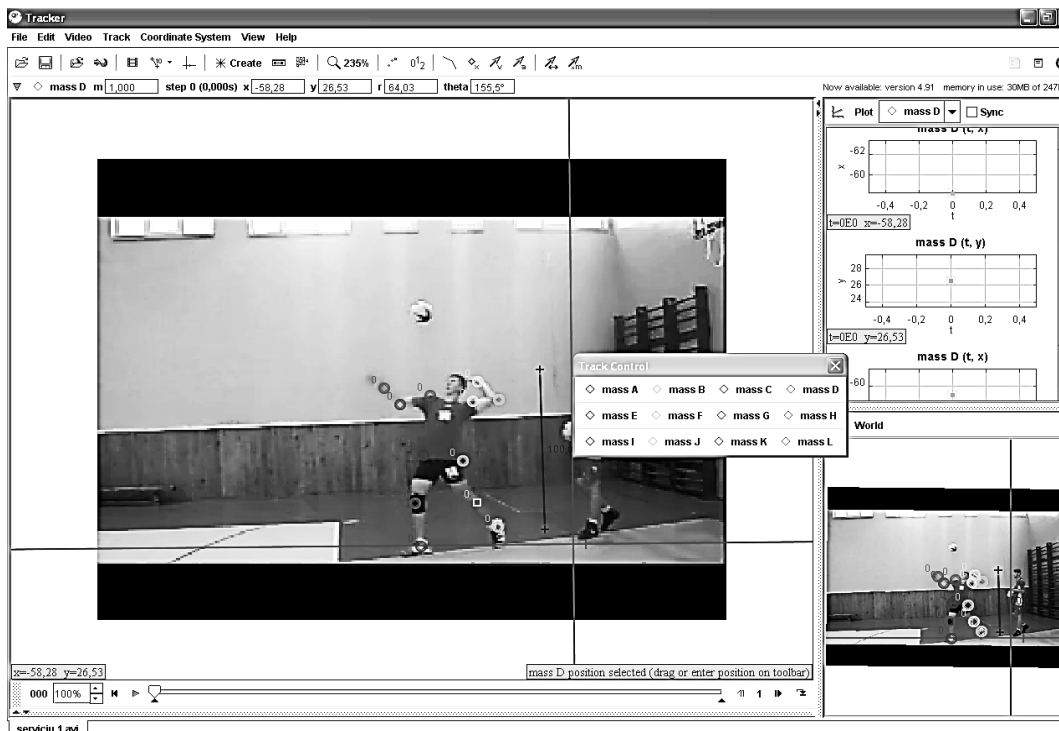 Tracker
File Edit Video Track Coordinate System View Help
Create 235% 0¹2
mass D m 1,000 step 0 (0,000s) x -58,28 y 26,53 r 64,03 theta 155,5°
Now available: version 4.91 memory in use: 30MB of 247
Plot mass D Sync
mass D (t, x)
-62
-60
x
-0,4 -0,2 0 0,2 0,4
t
t=0E0 x=-58,28
mass D (t, y)
28
26
24
y
-0,4 -0,2 0 0,2 0,4
t
t=0E0 y=26,53
mass D (t, x)
-60
Track Control
mass A mass B mass C mass D
mass E mass F mass G mass H
mass I mass J mass K mass L
World
x=-58,28 y=26,53
mass D position selected (drag or enter position on toolbar)
000 100% 1
serviciu 1.avi